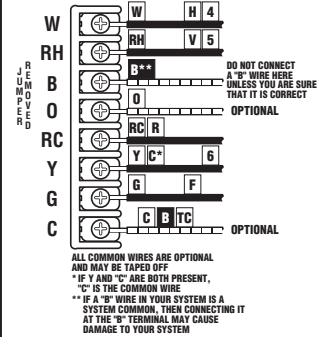 W W H 4
RH RH V 5
JUMPER REMOVED
B B**
DO NOT CONNECT
A "B" WIRE HERE
UNLESS YOU ARE SURE
THAT IT IS CORRECT
O O OPTIONAL
RC RC R
Y Y C* 6
G G F
C C B TC OPTIONAL
ALL COMMON WIRES ARE OPTIONAL
AND MAY BE TAPED OFF
* IF Y AND "C" ARE BOTH PRESENT,
"C" IS THE COMMON WIRE
** IF A "B" WIRE IN YOUR SYSTEM IS A
SYSTEM COMMON, THEN CONNECTING IT
AT THE "B" TERMINAL MAY CAUSE
DAMAGE TO YOUR SYSTEM